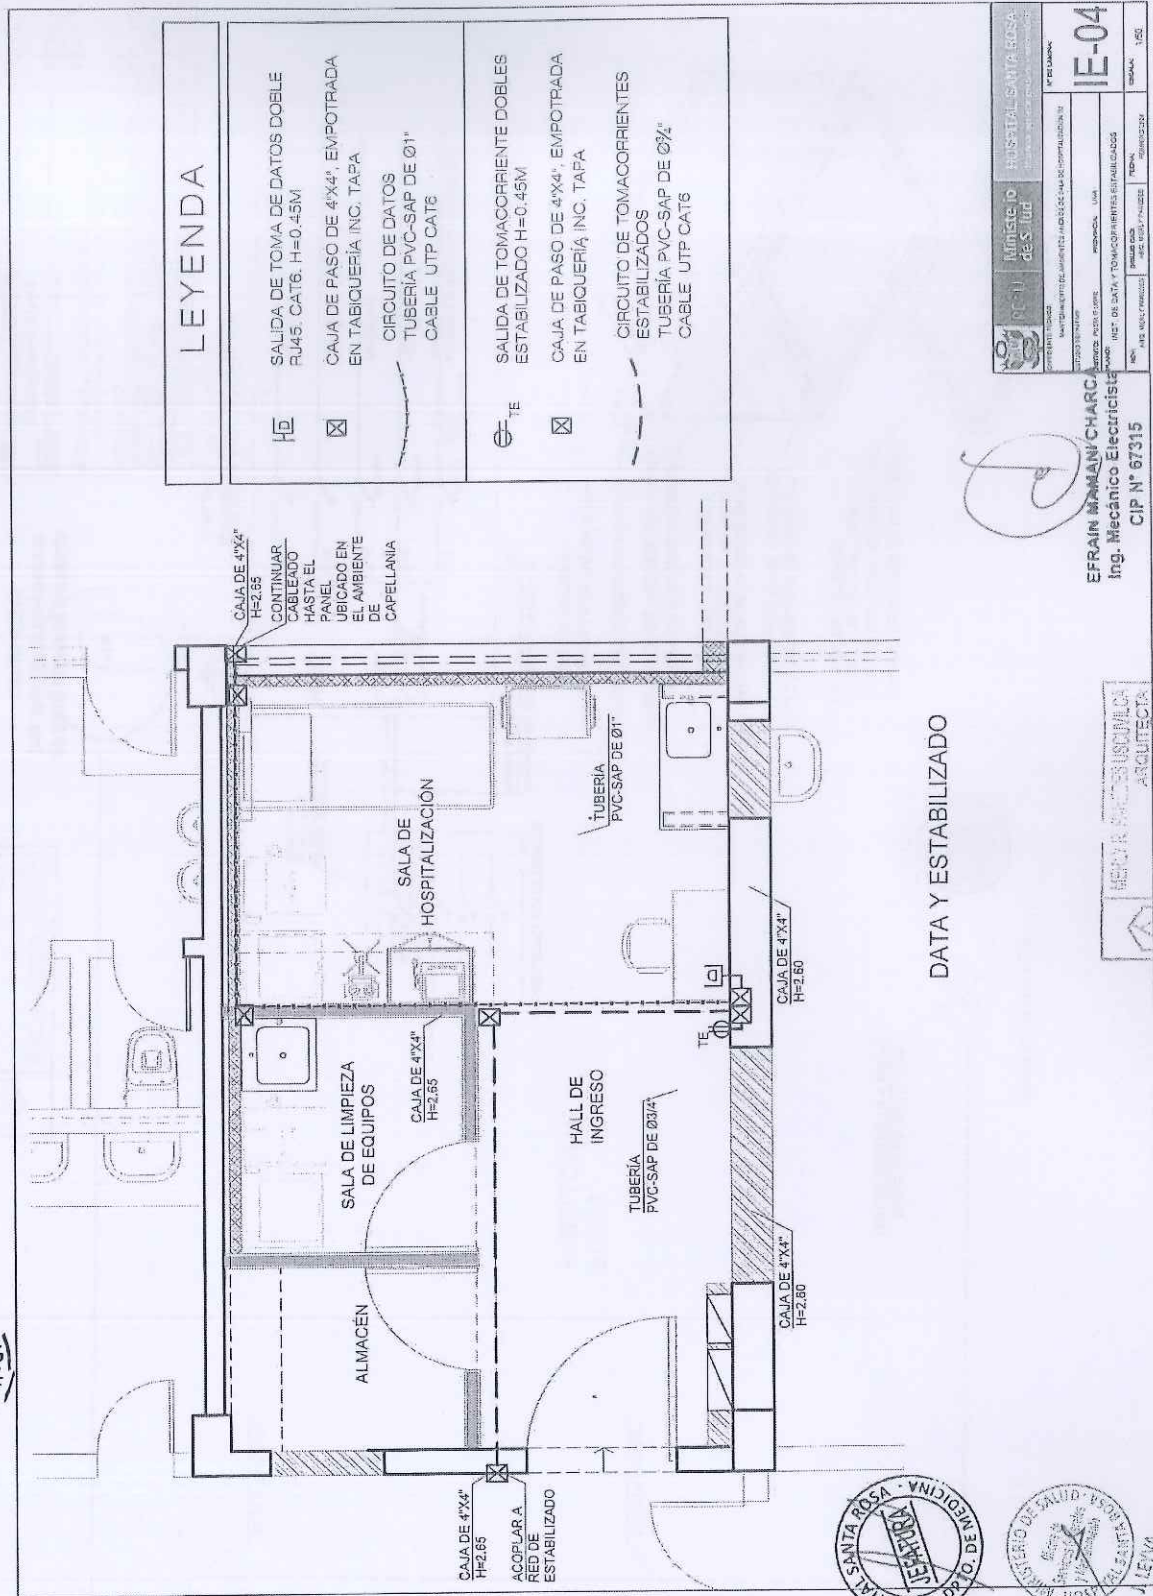 LEYENDA
SALIDA DE TOMA DE DATOS DOBLE
RJ45. CAT6. H=0.45M
CAJA DE PASO DE 4"X4", EMPOTRADA
EN TABIQUERÍA INC. TAPA
CIRCUITO DE DATOS
TUBERÍA PVC-SAP DE Ø1"
CABLE UTP CAT6
TE
SALIDA DE TOMACORRIENTE DOBLES
ESTABILIZADO H=0.45M
CAJA DE PASO DE 4"X4", EMPOTRADA
EN TABIQUERÍA, INC. TAPA
CIRCUITO DE TOMACORRIENTES
ESTABILIZADOS
TUBERÍA PVC-SAP DE Ø¾"
CABLE UTP CAT6
CAJA DE 4"X4"
H=2.65
CONTINUAR
CABLEADO
HASTA EL
PANEL
UBICADO EN
EL AMBIENTE
DE
CAPELLANIA
SALA DE
HOSPITALIZACIÓN
TUBERÍA
PVC-SAP DE Ø1"
SALA DE LIMPIEZA
DE EQUIPOS
CAJA DE 4"X4"
H=2.65
D
TE
CAJA DE 4"X4"
H=2.60
HALL DE
INGRESO
TUBERÍA
PVC-SAP DE Ø3/4"
CAJA DE 4"X4"
H=2.60
ALMACÉN
CAJA DE 4"X4"
H=2.65
ACOPLAR A
RED DE
ESTABILIZADO
DATA Y ESTABILIZADO
EFRAIN MAMANI CHARCA
Ing. Mecánico Electricista
CIP N° 67315
ARQUITECTA
PERÚ
Ministerio
de Salud
HOSPITAL SANTA ROSA
IE-04
INST. DE DATA Y TOMACORRIENTES ESTABILIZADOS
LIMA
1/50
SANTA ROSA - MEDICINA
JEFATURA
DPTO. DE MEDICINA